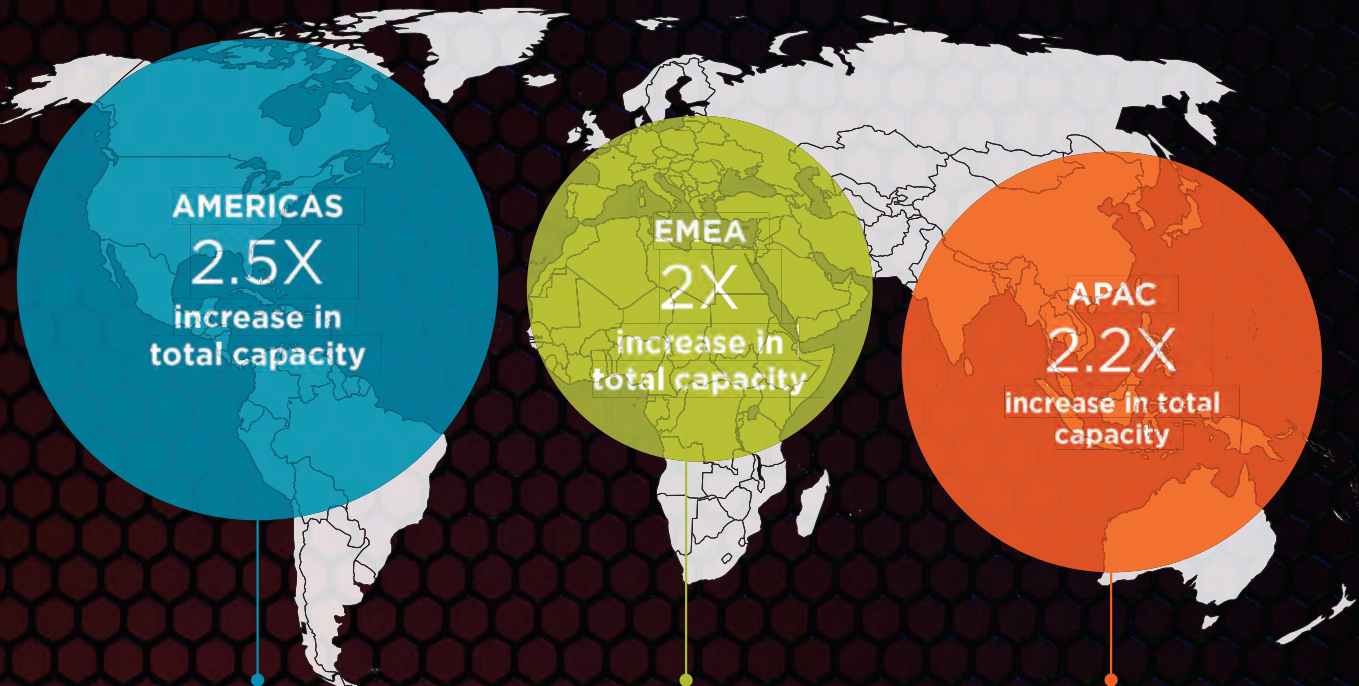 AMERICAS
2.5X
increase in
total capacity
EMEA
2X
increase in
total capacity
APAC
2.2X
increase in total
capacity